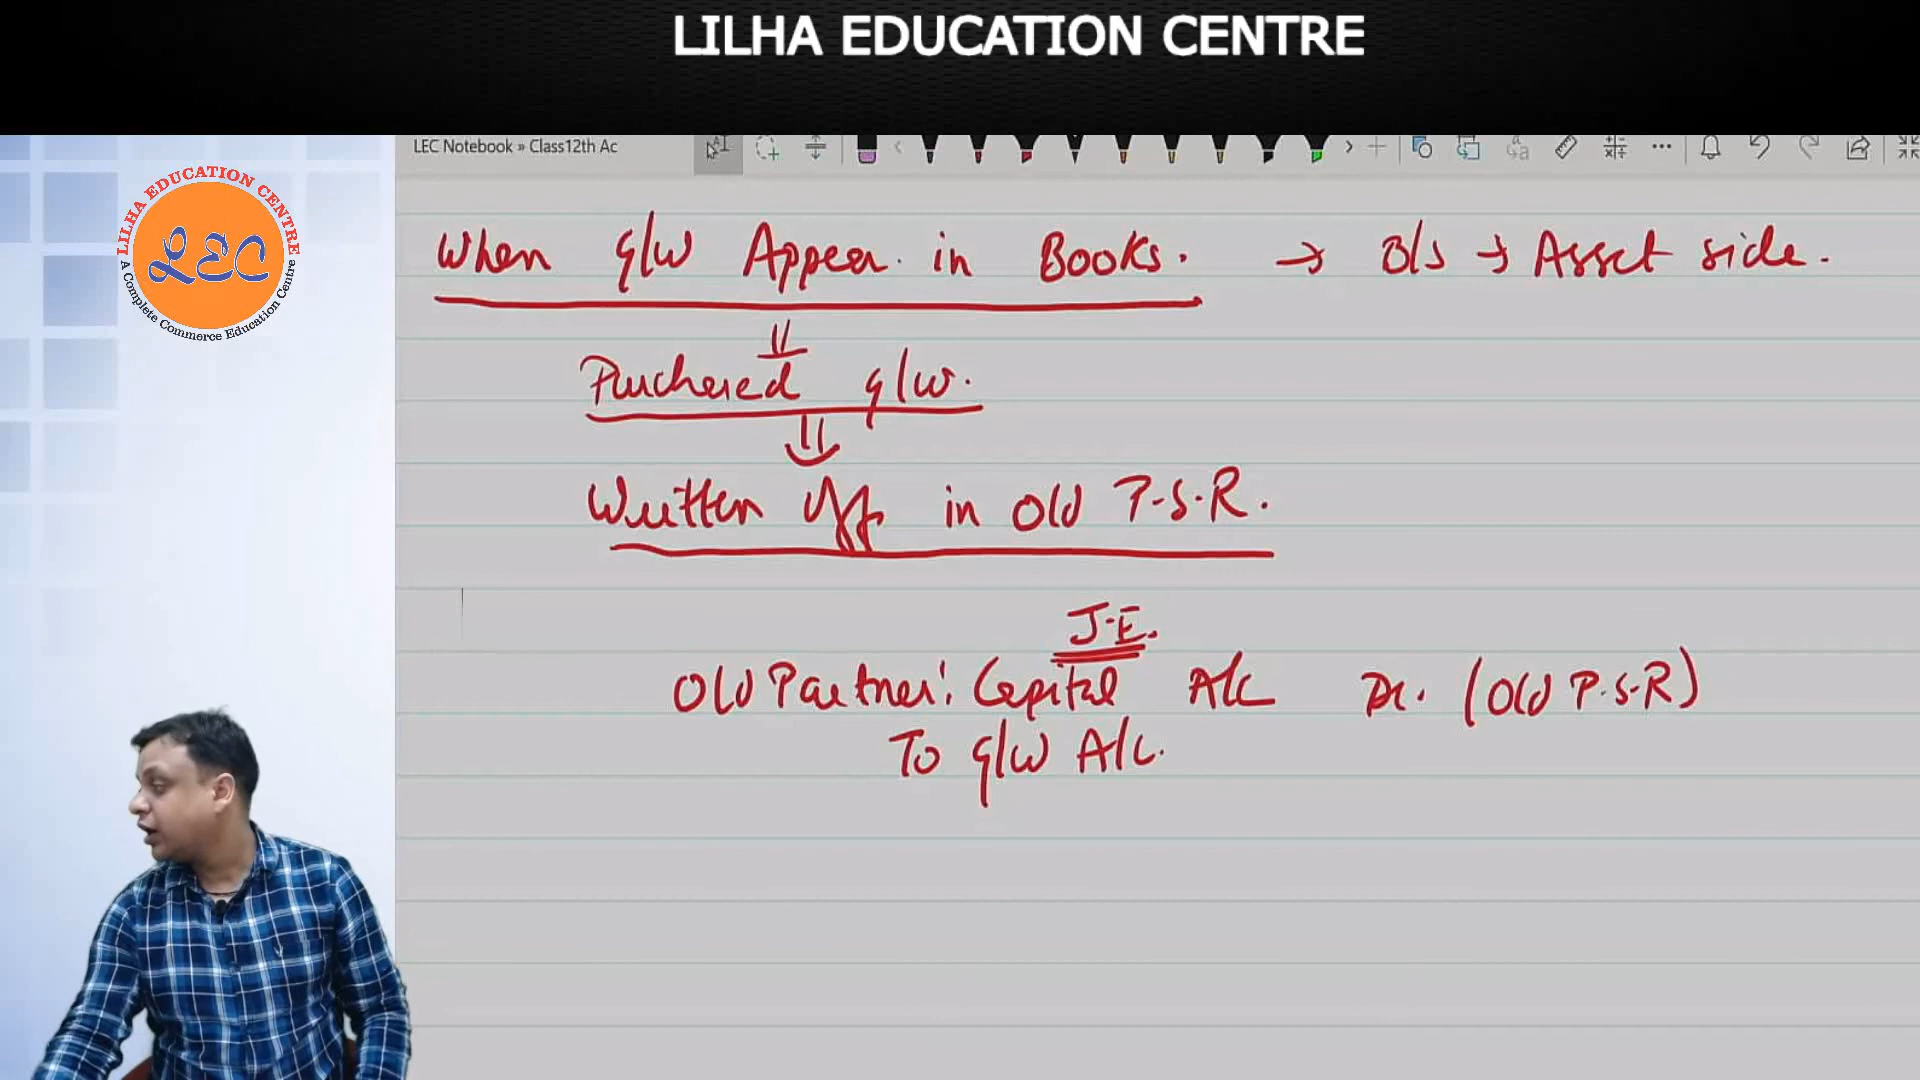 LILHA EDUCATION CENTRE
LEC Notebook » Class12th Ac
LILHA EDUCATION CENTRE
LEC
A Complete Commerce Education Centre
When G/W Appear in Books. → B/S → Asset side.
Purchased G/W.
Written off in Old P.S.R.
J.E.
Old Partner's Capital A/c Dr. (Old P.S.R)
To G/W A/c.